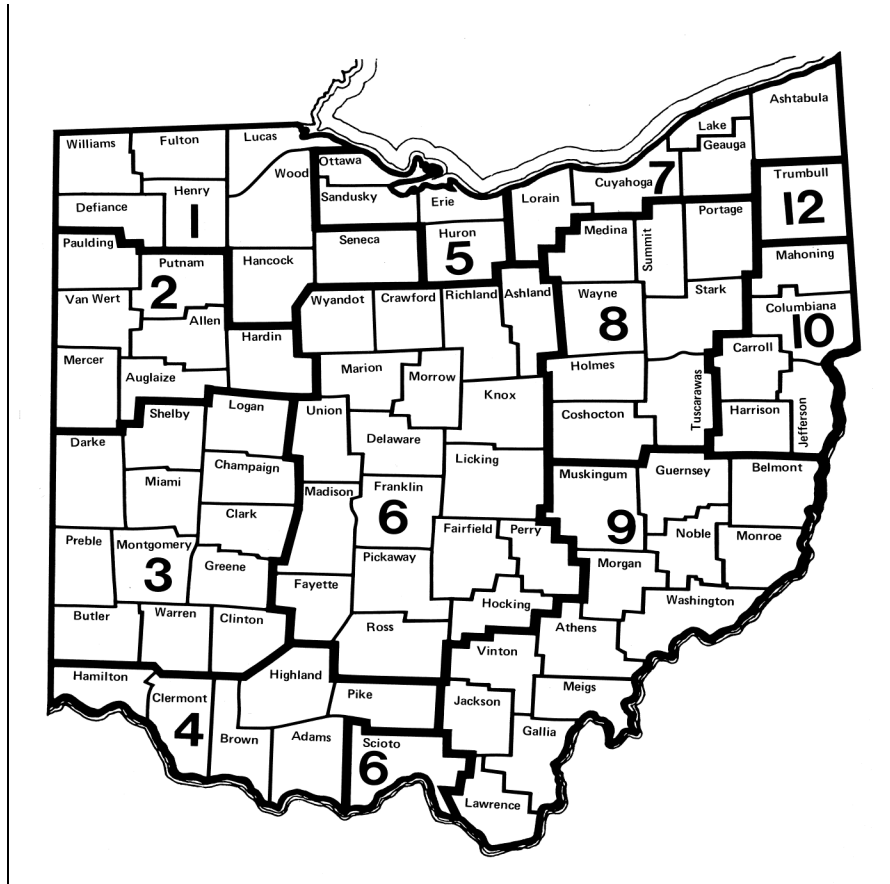 Ashtabula
Lake
Geauga
Williams
Fulton
Lucas
Ottawa
Wood
Sandusky
Erie
Lorain
Cuyahoga
7
Trumbull
12
Defiance
Henry
1
Portage
Medina
Summit
Huron
5
Seneca
Paulding
Putnam
2
Hancock
Mahoning
Stark
Wyandot
Crawford
Richland
Ashland
Wayne
8
Columbiana
10
Van Wert
Allen
Hardin
Carroll
Mercer
Auglaize
Marion
Morrow
Holmes
Tuscarawas
Knox
Coshocton
Harrison
Jefferson
Logan
Union
Shelby
Delaware
Darke
Licking
Champaign
Muskingum
Guernsey
Belmont
Miami
Madison
Franklin
6
Clark
9
Fairfield
Perry
Noble
Monroe
Preble
Montgomery
3
Greene
Pickaway
Morgan
Fayette
Hocking
Washington
Butler
Warren
Clinton
Ross
Athens
Vinton
Hamilton
Highland
Clermont
4
Pike
Jackson
Meigs
Brown
Adams
Scioto
6
Gallia
Lawrence